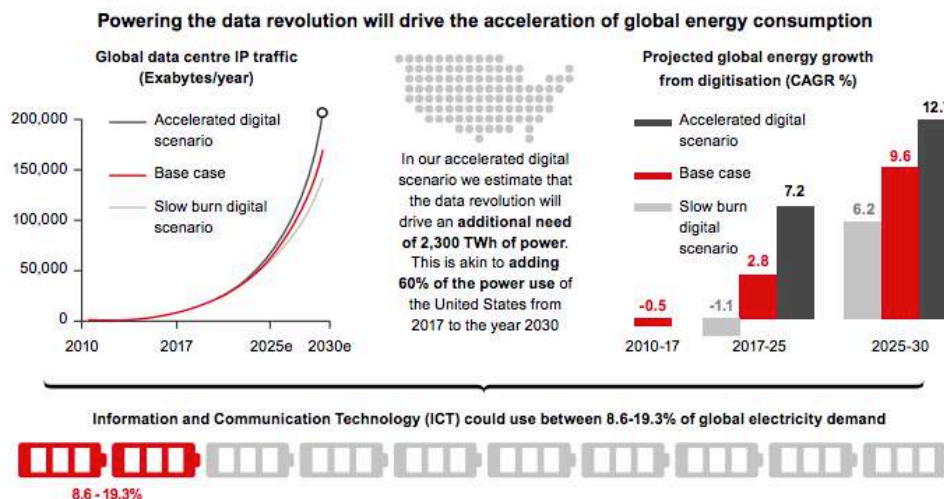 Powering the data revolution will drive the acceleration of global energy consumption
Global data centre IP traffic
(Exabytes/year)
200,000
150,000
100,000
50,000
0
2010
2017
2025e
2030e
Accelerated digital
scenario
Base case
Slow burn digital
scenario
In our accelerated digital
scenario we estimate that
the data revolution will
drive an additional need
of 2,300 TWh of power.
This is akin to adding
60% of the power use of
the United States from
2017 to the year 2030
Projected global energy growth
from digitisation (CAGR %)
Accelerated digital
scenario
Base case
Slow burn
digital
scenario
-0.5
-1.1
2.8
7.2
6.2
9.6
2010-17
2017-25
2025-30
Information and Communication Technology (ICT) could use between 8.6-19.3% of global electricity demand
8.6 - 19.3%